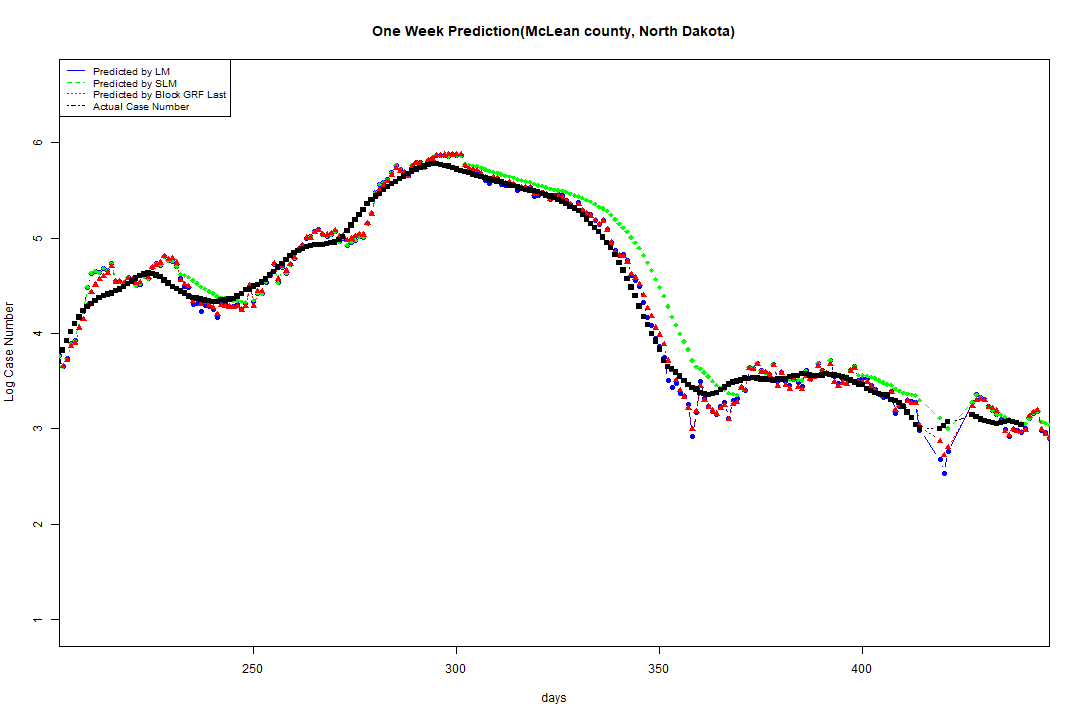 One Week Prediction(McLean county, North Dakota)
Predicted by LM
Predicted by SLM
Predicted by Block GRF Last
Actual Case Number
Log Case Number
6
5
4
3
2
1
250 300 350 400
days